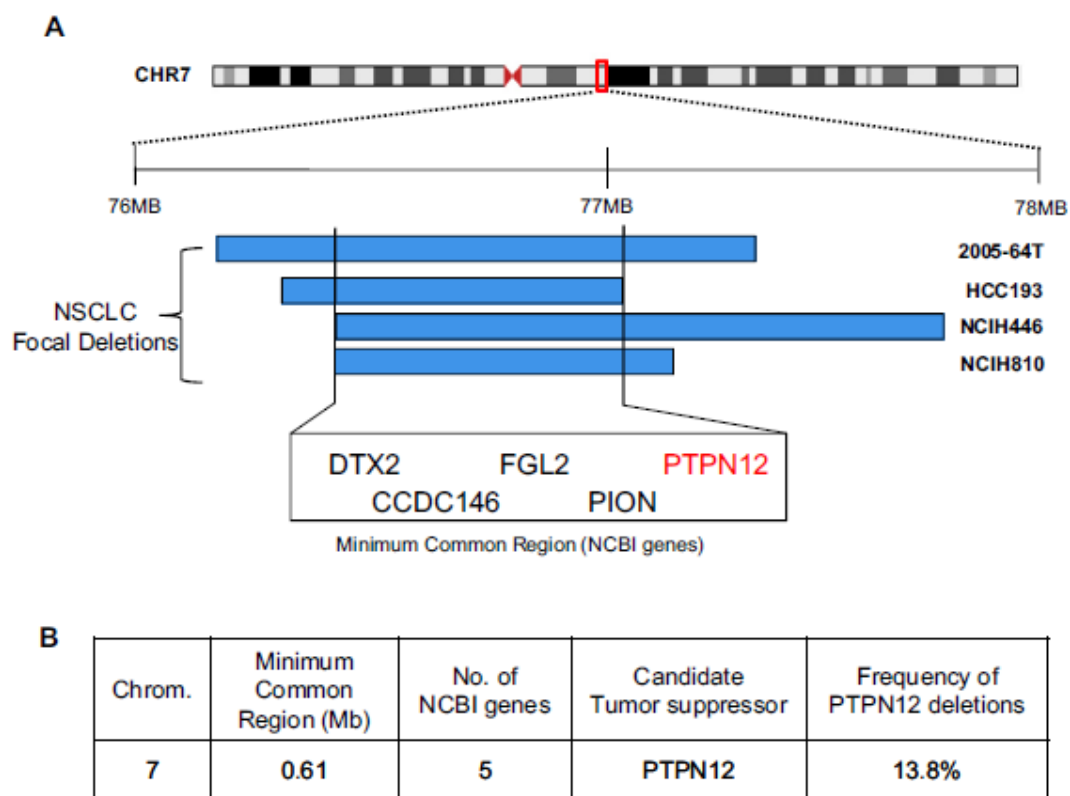 A
CHR7
76MB 77MB 78MB
2005-64T
HCC193
NSCLC
Focal Deletions
NCIH446
NCIH810
DTX2 FGL2 PTPN12
CCDC146 PION
Minimum Common Region (NCBI genes)
B
Chrom.
Minimum
Common
Region (Mb)
No. of
NCBI genes
Candidate
Tumor suppressor
Frequency of
PTPN12 deletions
7 0.61 5 PTPN12 13.8%